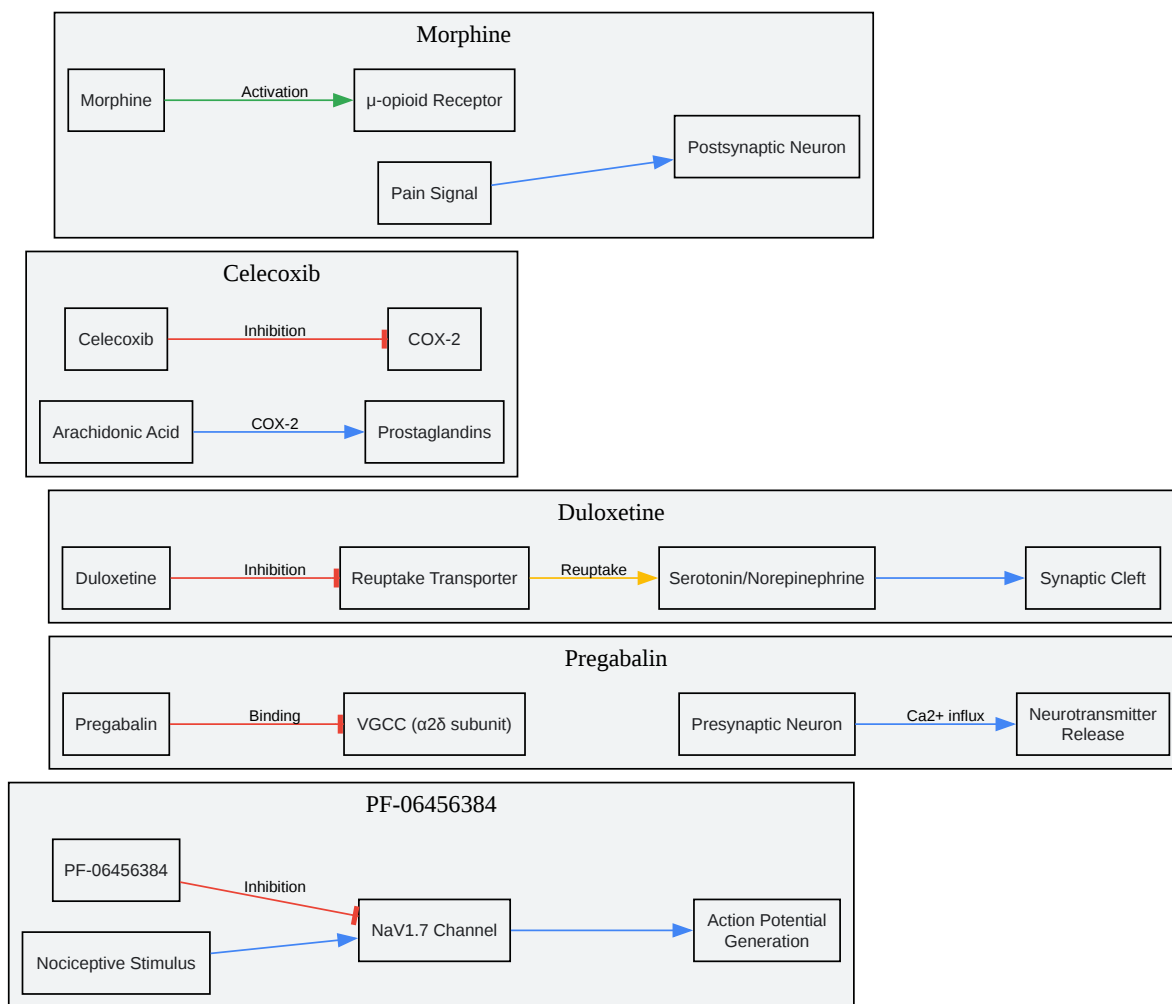 Morphine
Morphine
Activation
μ-opioid Receptor
Postsynaptic Neuron
Pain Signal
Celecoxib
Celecoxib
Inhibition
COX-2
Arachidonic Acid
COX-2
Prostaglandins
Duloxetine
Duloxetine
Inhibition
Reuptake Transporter
Reuptake
Serotonin/Norepinephrine
Synaptic Cleft
Pregabalin
Pregabalin
Binding
VGCC (α2δ subunit)
Presynaptic Neuron
Ca2+ influx
Neurotransmitter
Release
PF-06456384
PF-06456384
Inhibition
NaV1.7 Channel
Action Potential
Generation
Nociceptive Stimulus